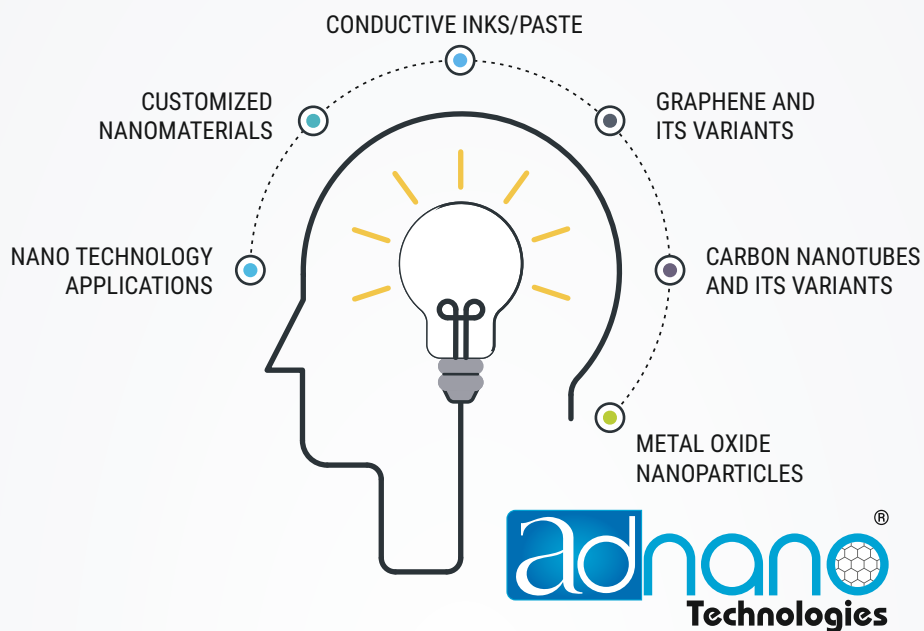 CONDUCTIVE INKS/PASTE
CUSTOMIZED
NANOMATERIALS
GRAPHENE AND
ITS VARIANTS
NANO TECHNOLOGY
APPLICATIONS
CARBON NANOTUBES
AND ITS VARIANTS
METAL OXIDE
NANOPARTICLES
adnano®
Technologies